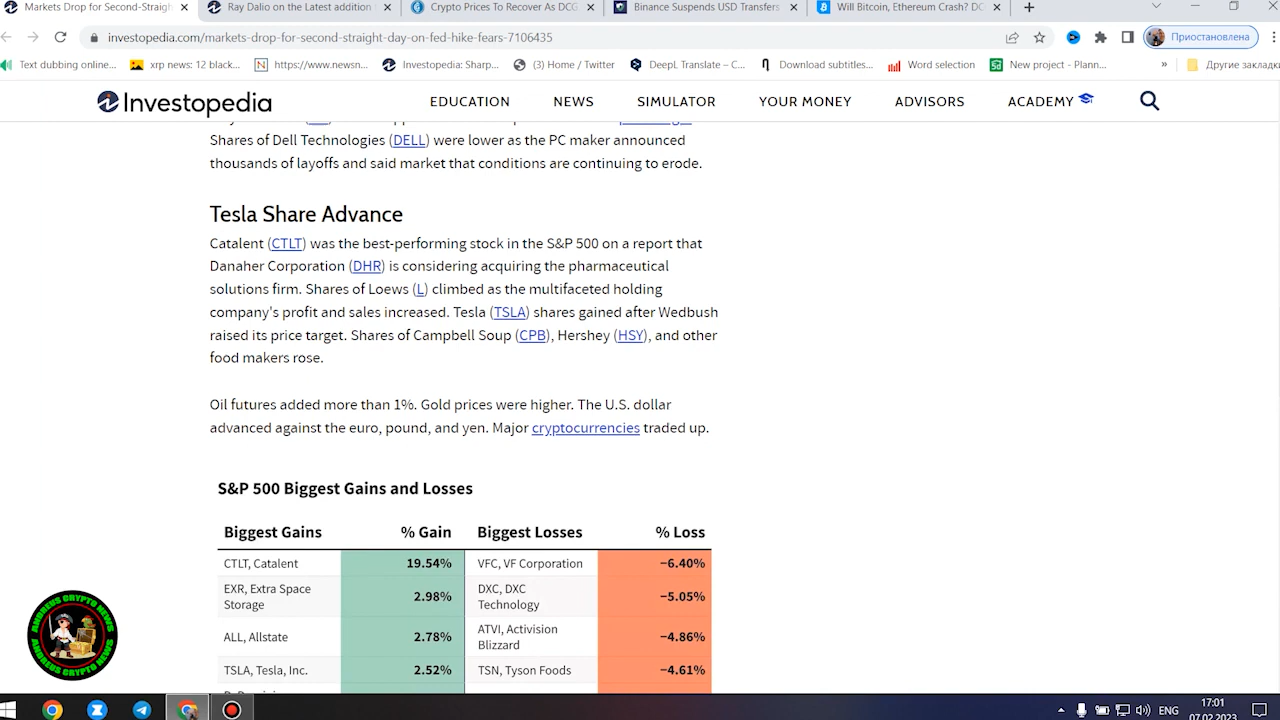 Markets Drop for Second-Straigh
Ray Dalio on the Latest addition
Crypto Prices To Recover As DCG
Binance Suspends USD Transfers
Will Bitcoin, Ethereum Crash? DC
investopedia.com/markets-drop-for-second-straight-day-on-fed-hike-fears-7106435
Приостановлена
Text dubbing online...
xrp news: 12 black...
https://www.newsn...
Investopedia: Sharp...
(3) Home / Twitter
DeepL Translate – C...
Download subtitles...
Word selection
New project - Plann...
»
Другие закладки
Investopedia
EDUCATION
NEWS
SIMULATOR
YOUR MONEY
ADVISORS
ACADEMY
Shares of Dell Technologies (DELL) were lower as the PC maker announced
thousands of layoffs and said market that conditions are continuing to erode.
Tesla Share Advance
Catalent (CTLT) was the best-performing stock in the S&P 500 on a report that
Danaher Corporation (DHR) is considering acquiring the pharmaceutical
solutions firm. Shares of Loews (L) climbed as the multifaceted holding
company's profit and sales increased. Tesla (TSLA) shares gained after Wedbush
raised its price target. Shares of Campbell Soup (CPB), Hershey (HSY), and other
food makers rose.
Oil futures added more than 1%. Gold prices were higher. The U.S. dollar
advanced against the euro, pound, and yen. Major cryptocurrencies traded up.
S&P 500 Biggest Gains and Losses
Biggest Gains % Gain Biggest Losses % Loss
CTLT, Catalent 19.54% VFC, VF Corporation −6.40%
EXR, Extra Space
Storage
2.98%
DXC, DXC
Technology
−5.05%
ALL, Allstate 2.78%
ATVI, Activision
Blizzard
−4.86%
TSLA, Tesla, Inc. 2.52% TSN, Tyson Foods −4.61%
ANDREUS CRYPTO NEWS
ANDREUS CRYPTO NEWS
ENG
17:01
07.02.2023